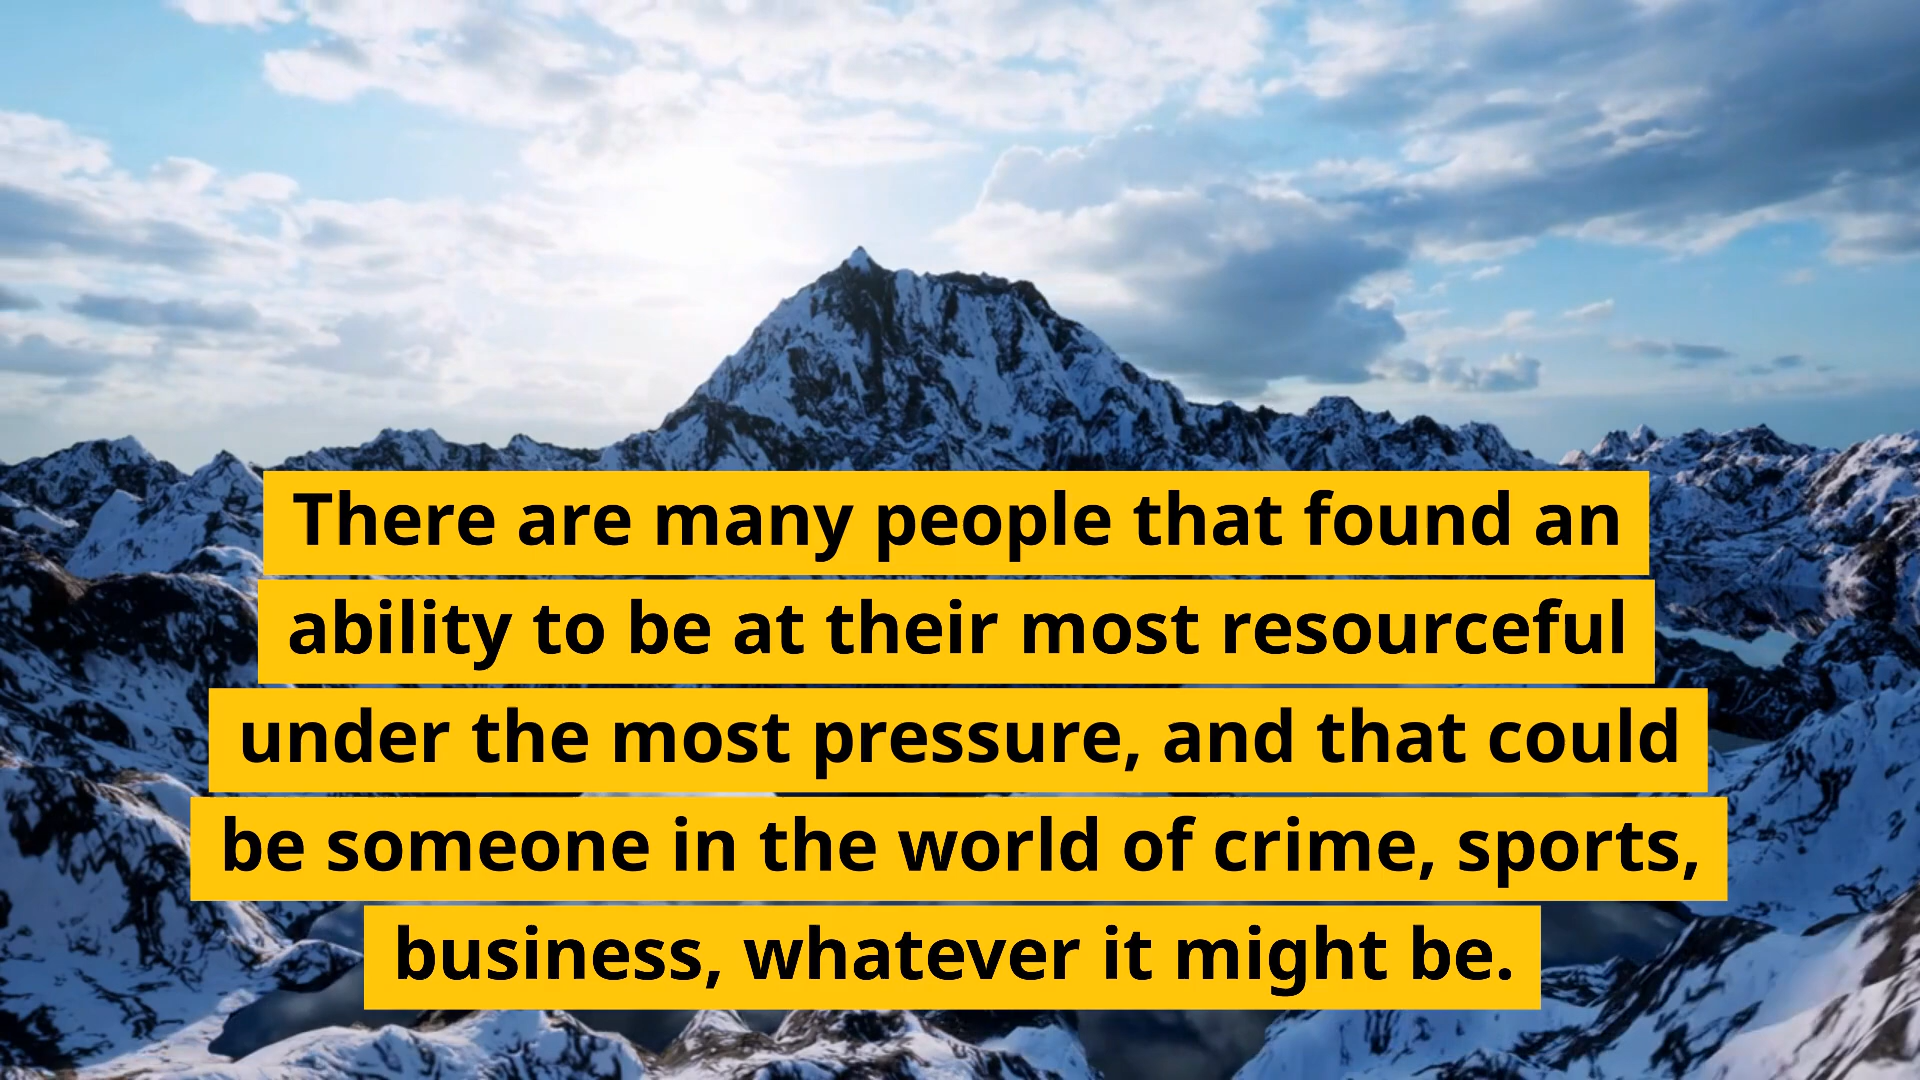 There are many people that found an
ability to be at their most resourceful
under the most pressure, and that could
be someone in the world of crime, sports,
business, whatever it might be.